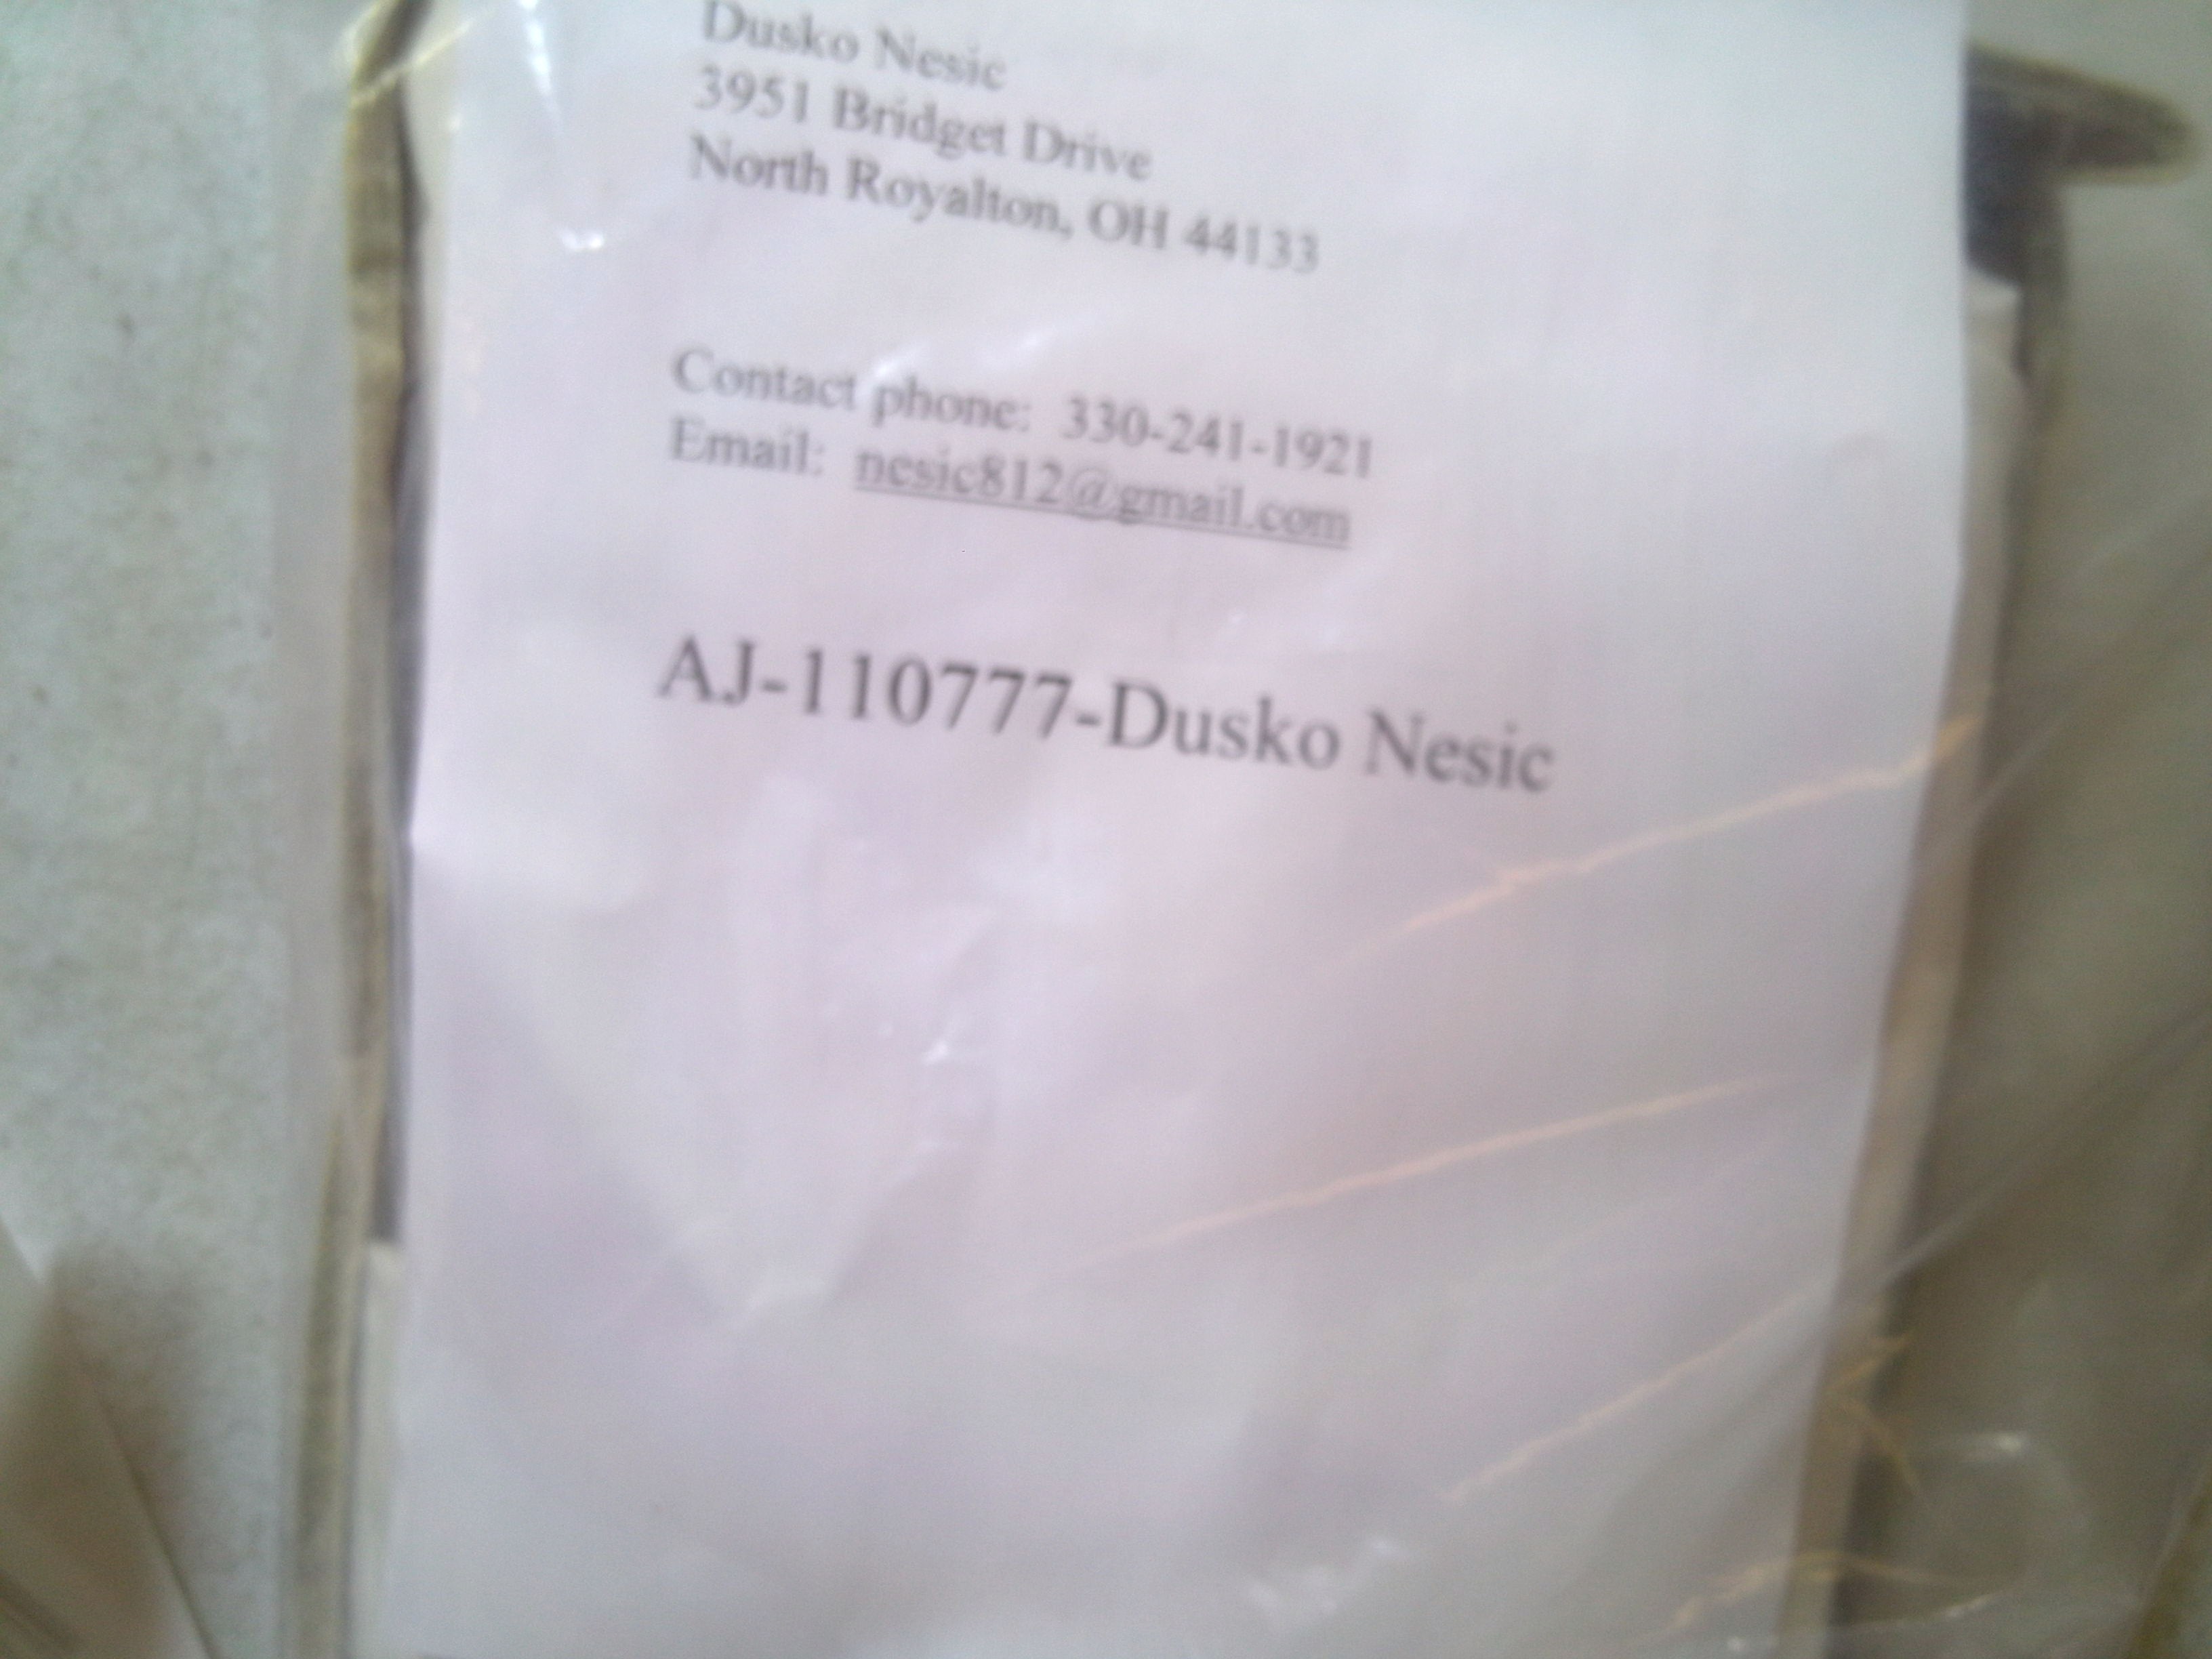 Dusko Nesic
3951 Bridget Drive
North Royalton, OH 44133
Contact phone: 330-241-1921
Email: nesic812@gmail.com
AJ-110777-Dusko Nesic